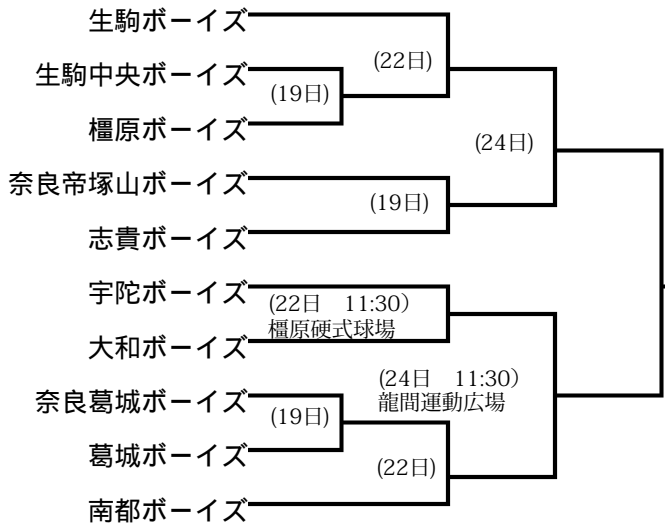 生駒ボーイズ
(22日)
生駒中央ボーイズ
(19日)
橿原ボーイズ
(24日)
奈良帝塚山ボーイズ
(19日)
志貴ボーイズ
宇陀ボーイズ
(22日　11:30）
橿原硬式球場
大和ボーイズ
(24日　11:30）
龍間運動広場
奈良葛城ボーイズ
(19日)
葛城ボーイズ
(22日)
南都ボーイズ